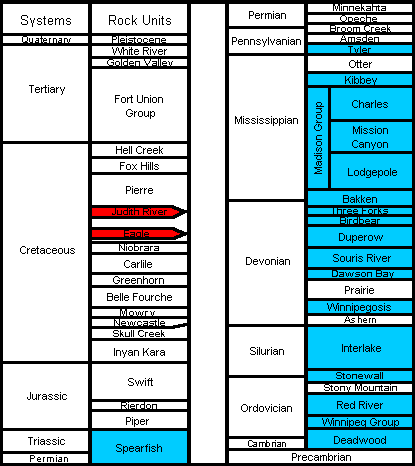 Systems Rock Units
Quaternary Pleistocene
White River
Golden Valley
Tertiary
Fort Union
Group
Hell Creek
Fox Hills
Pierre
Judith River
Eagle
Cretaceous
Niobrara
Carlile
Greenhorn
Belle Fourche
Mowry
Newcastle
Skull Creek
Inyan Kara
Jurassic
Swift
Rierdon
Piper
Triassic
Spearfish
Permian
Permian
Minnekahta
Opeche
Broom Creek
Pennsylvanian
Amsden
Tyler
Mississippian
Otter
Kibbey
Madison Group
Charles
Mission
Canyon
Lodgepole
Bakken
Devonian
Three Forks
Birdbear
Duperow
Souris River
Dawson Bay
Prairie
Winnipegosis
Ashern
Silurian
Interlake
Stonewall
Ordovician
Stony Mountain
Red River
Winnipeg Group
Cambrian
Deadwood
Precambrian